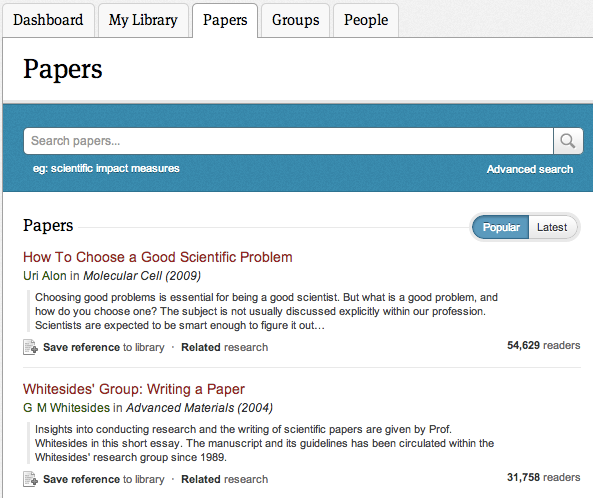 Dashboard My Library Papers Groups People
Papers
Search papers...
eg: scientific impact measures Advanced search
Papers Popular Latest
How To Choose a Good Scientific Problem
Uri Alon in Molecular Cell (2009)
Choosing good problems is essential for being a good scientist. But what is a good problem, and
how do you choose one? The subject is not usually discussed explicitly within our profession.
Scientists are expected to be smart enough to figure it out…
Save reference to library · Related research 54,629 readers
Whitesides' Group: Writing a Paper
G M Whitesides in Advanced Materials (2004)
Insights into conducting research and the writing of scientific papers are given by Prof.
Whitesides in this short essay. The manuscript and its guidelines has been circulated within the
Whitesides' research group since 1989.
Save reference to library · Related research 31,758 readers